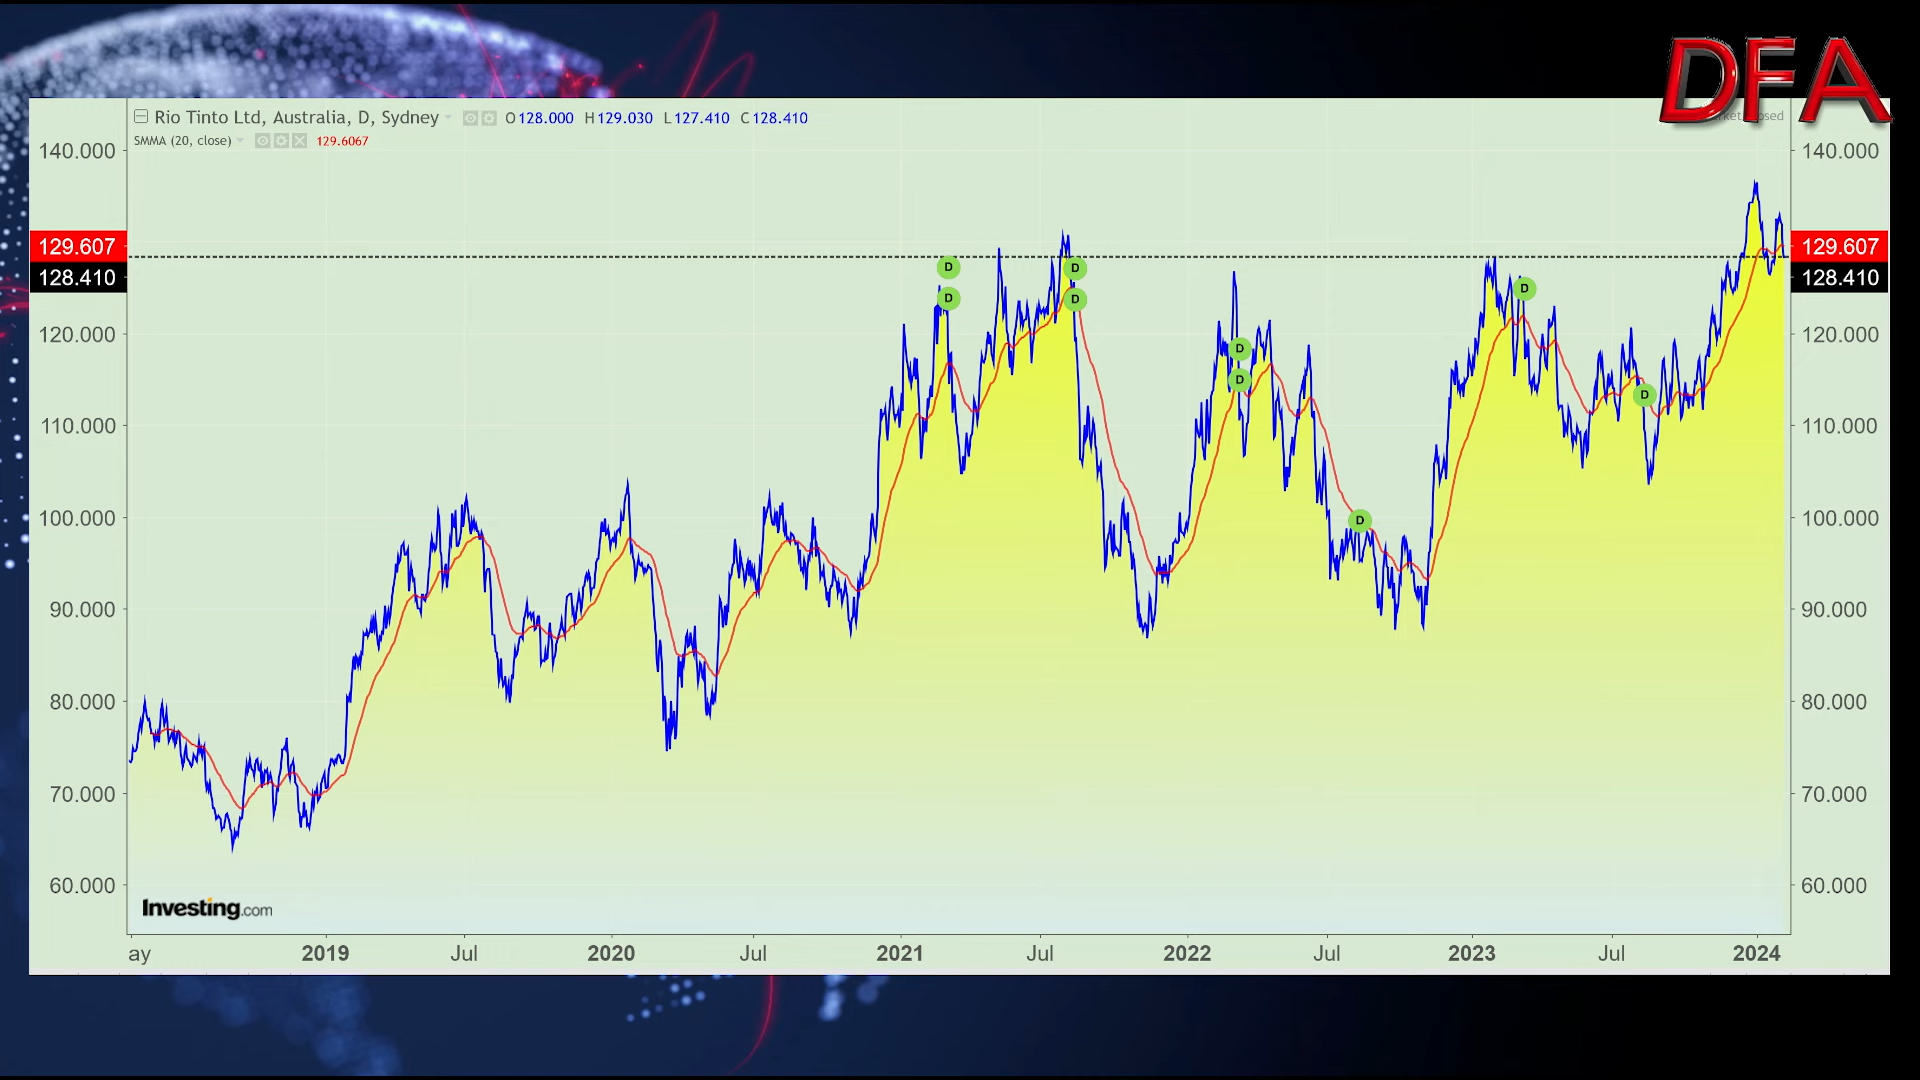 DFA
Rio Tinto Ltd, Australia, D, Sydney O 128.000 H 129.030 L 127.410 C 128.410
SMMA (20, close) 129.6067
140.000 140.000
129.607 129.607
128.410 128.410
120.000 120.000
110.000 110.000
100.000 100.000
90.000 90.000
80.000 80.000
70.000 70.000
60.000 60.000
D
D
D
D
D
D
D
D
D
Investing.com
ay 2019 Jul 2020 Jul 2021 Jul 2022 Jul 2023 Jul 2024